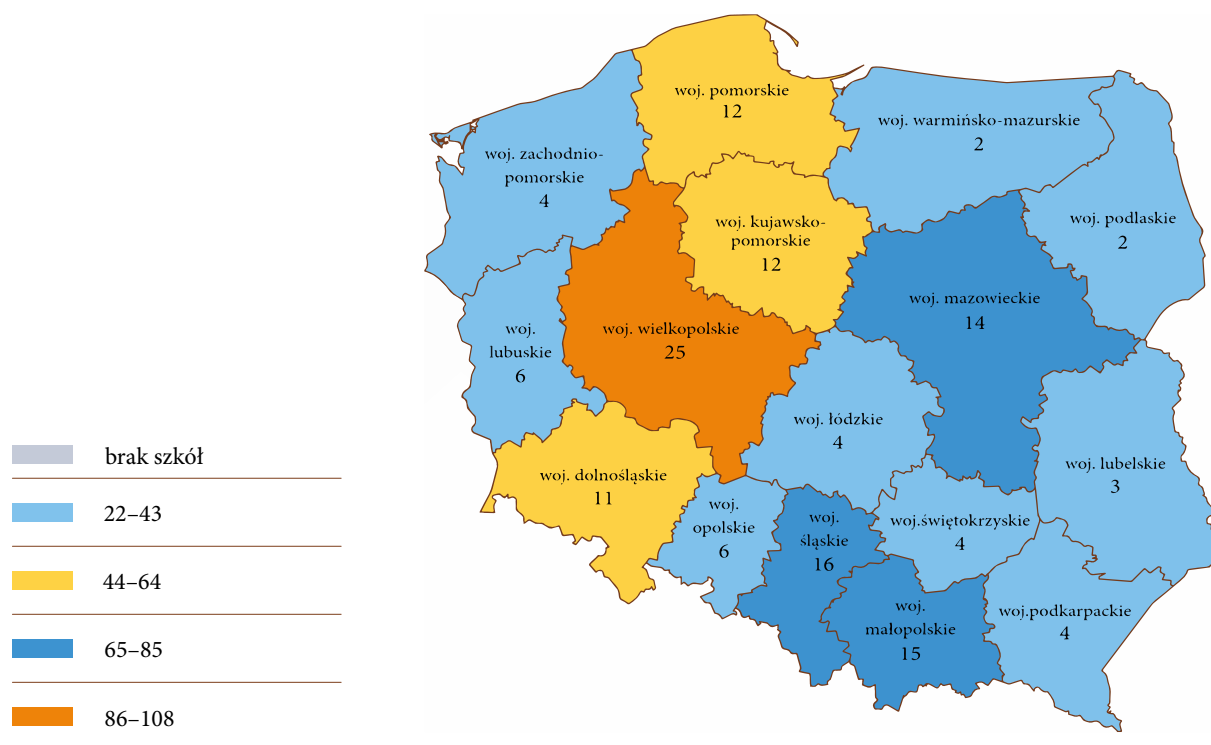 woj. pomorskie
12
woj. warmińsko-mazurskie
2
woj. zachodnio-
pomorskie
4
woj. podlaskie
2
woj. kujawsko-
pomorskie
12
woj. mazowieckie
14
woj. wielkopolskie
25
woj.
lubuskie
6
woj. łódzkie
4
woj. lubelskie
3
woj. dolnośląskie
11
woj.
opolskie
6
woj.
śląskie
16
woj.świętokrzyskie
4
woj.
małopolskie
15
woj.podkarpackie
4
brak szkół
22–43
44–64
65–85
86–108